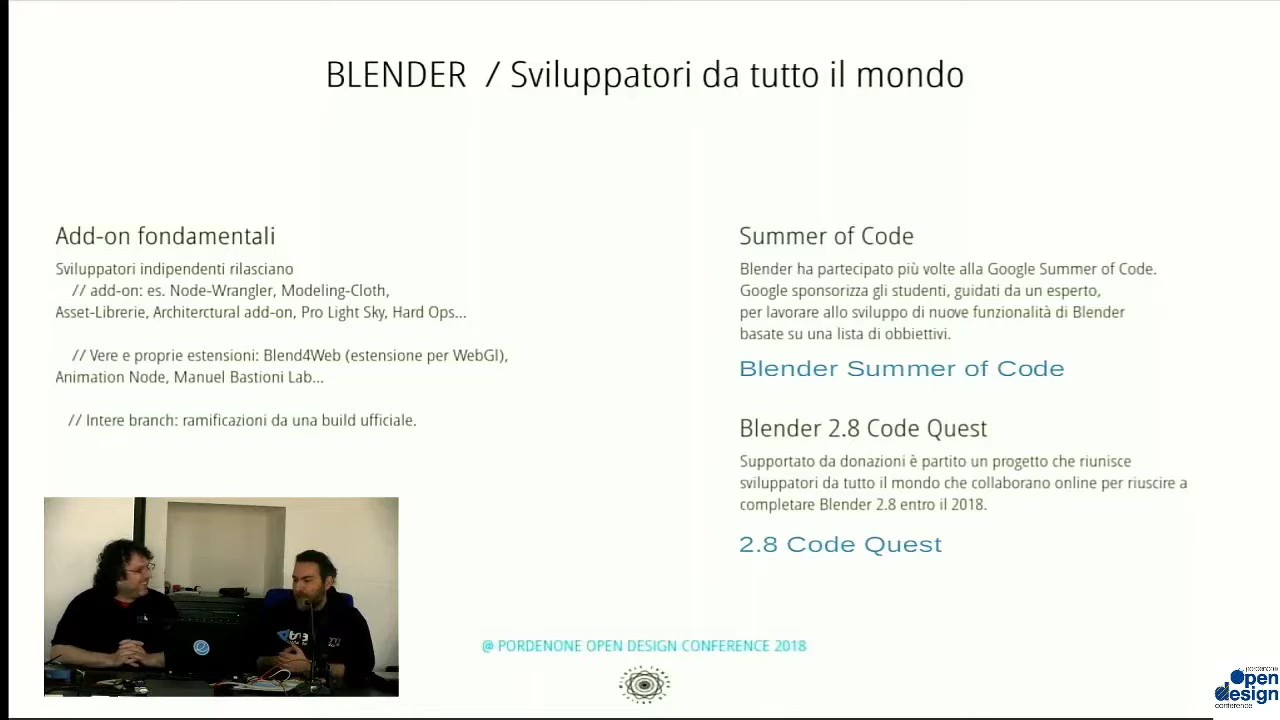 BLENDER / Sviluppatori da tutto il mondo
Add-on fondamentali
Sviluppatori indipendenti rilasciano
// add-on: es. Node-Wrangler, Modeling-Cloth,
Asset-Librerie, Architerctural add-on, Pro Light Sky, Hard Ops...
// Vere e proprie estensioni: Blend4Web (estensione per WebGl),
Animation Node, Manuel Bastioni Lab...
// Intere branch: ramificazioni da una build ufficiale.
Summer of Code
Blender ha partecipato più volte alla Google Summer of Code.
Google sponsorizza gli studenti, guidati da un esperto,
per lavorare allo sviluppo di nuove funzionalità di Blender
basate su una lista di obbiettivi.
Blender Summer of Code
Blender 2.8 Code Quest
Supportato da donazioni è partito un progetto che riunisce
sviluppatori da tutto il mondo che collaborano online per riuscire a
completare Blender 2.8 entro il 2018.
2.8 Code Quest
@ PORDENONE OPEN DESIGN CONFERENCE 2018
pordenone
open
design
conference